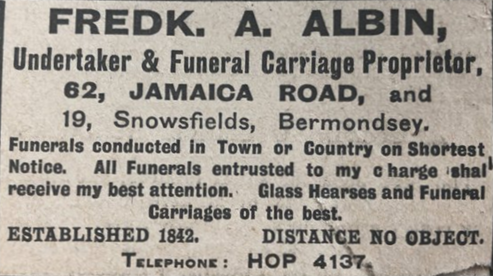 FREDK. A. ALBIN,
Undertaker & Funeral Carriage Proprietor,
62, JAMAICA ROAD, and
19, Snowsfields, Bermondsey.
Funerals conducted in Town or Country on Shortest
Notice. All Funerals entrusted to my charge shal
receive my best attention. Glass Hearses and Funeral
Carriages of the best.
ESTABLISHED 1842. DISTANCE NO OBJECT.
TELEPHONE: HOP 4137.